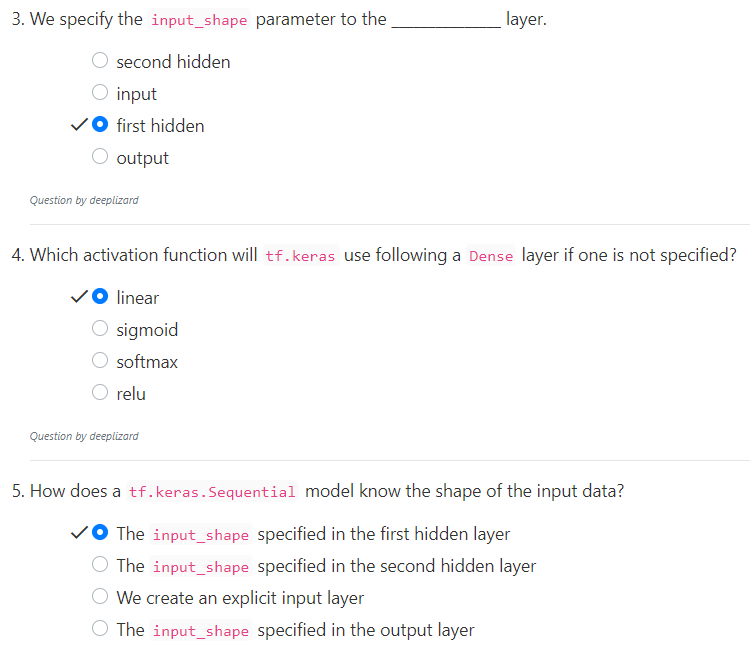 3. We specify the input_shape parameter to the ____________ layer.
second hidden
input
first hidden
output
Question by deeplizard
4. Which activation function will tf.keras use following a Dense layer if one is not specified?
linear
sigmoid
softmax
relu
Question by deeplizard
5. How does a tf.keras.Sequential model know the shape of the input data?
The input_shape specified in the first hidden layer
The input_shape specified in the second hidden layer
We create an explicit input layer
The input_shape specified in the output layer